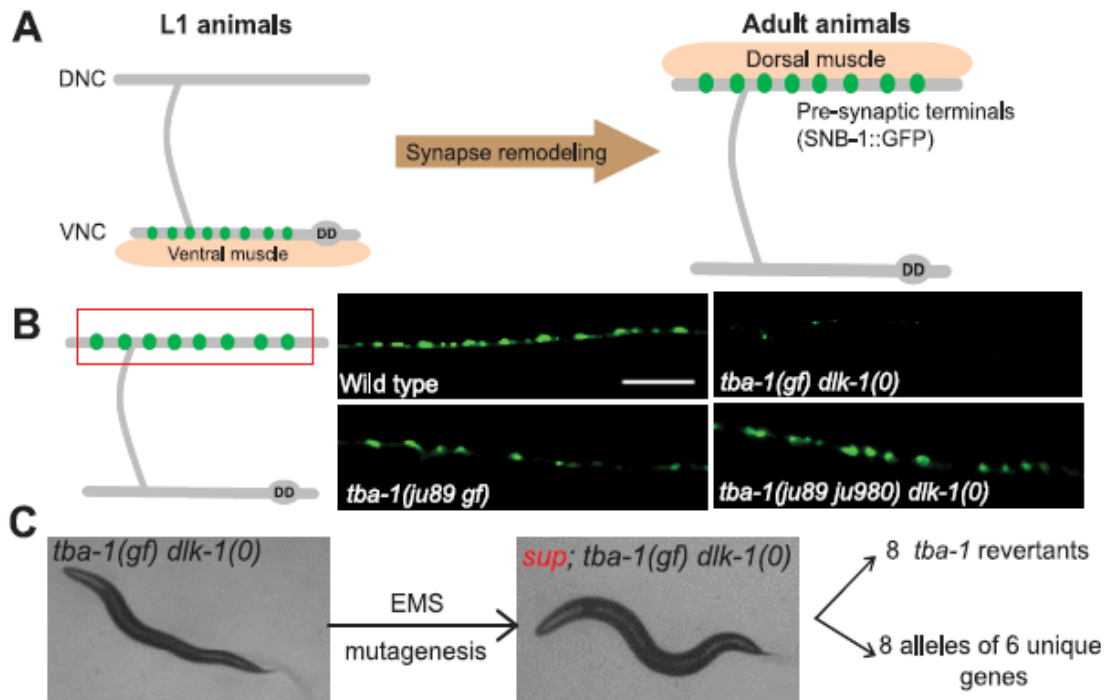 A
L1 animals
Adult animals
DNC
Dorsal muscle
Pre-synaptic terminals
(SNB-1::GFP)
Synapse remodeling
VNC
DD
Ventral muscle
DD
B
Wild type
tba-1(gf) dlk-1(0)
tba-1(ju89 gf)
tba-1(ju89 ju980) dlk-1(0)
DD
C
tba-1(gf) dlk-1(0)
EMS
mutagenesis
sup; tba-1(gf) dlk-1(0)
8 tba-1 revertants
8 alleles of 6 unique
genes